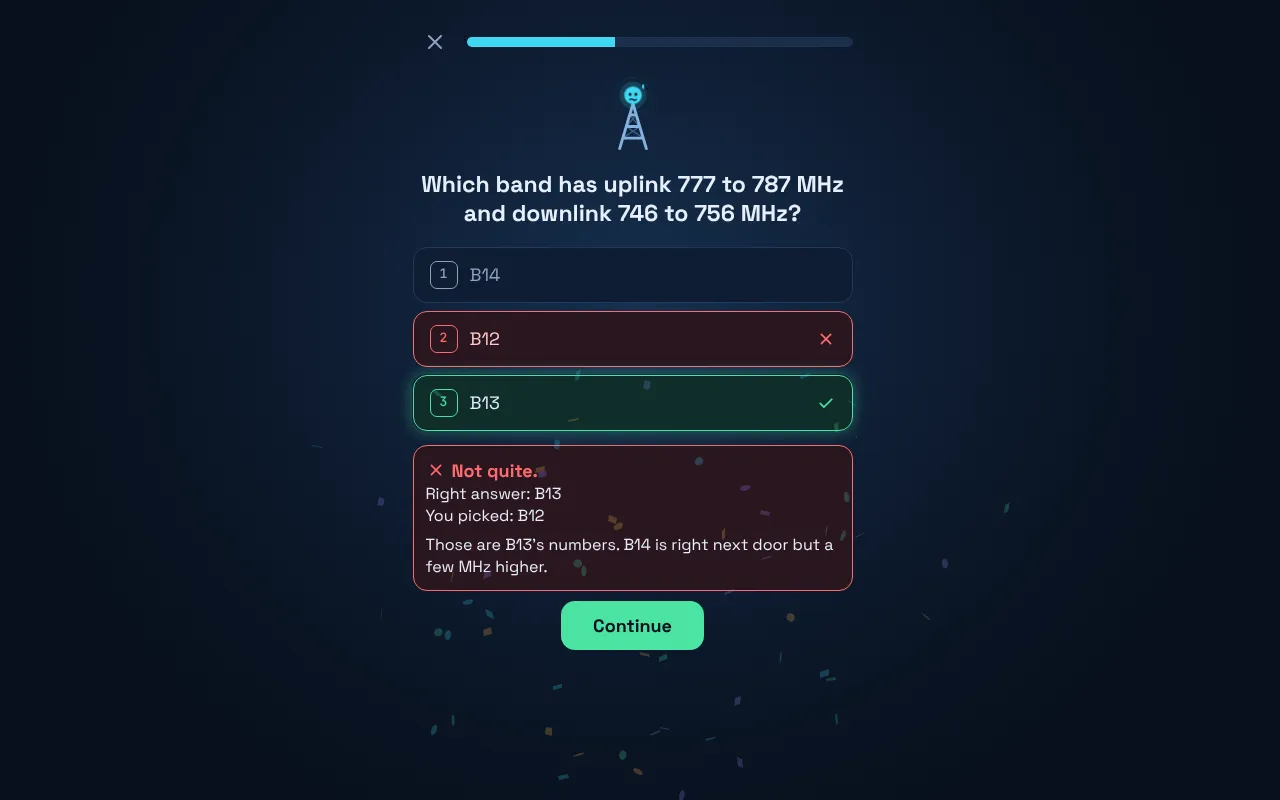 Which band has uplink 777 to 787 MHz
and downlink 746 to 756 MHz?
1 B14
2 B12
3 B13
Not quite.
Right answer: B13
You picked: B12
Those are B13's numbers. B14 is right next door but a
few MHz higher.
Continue